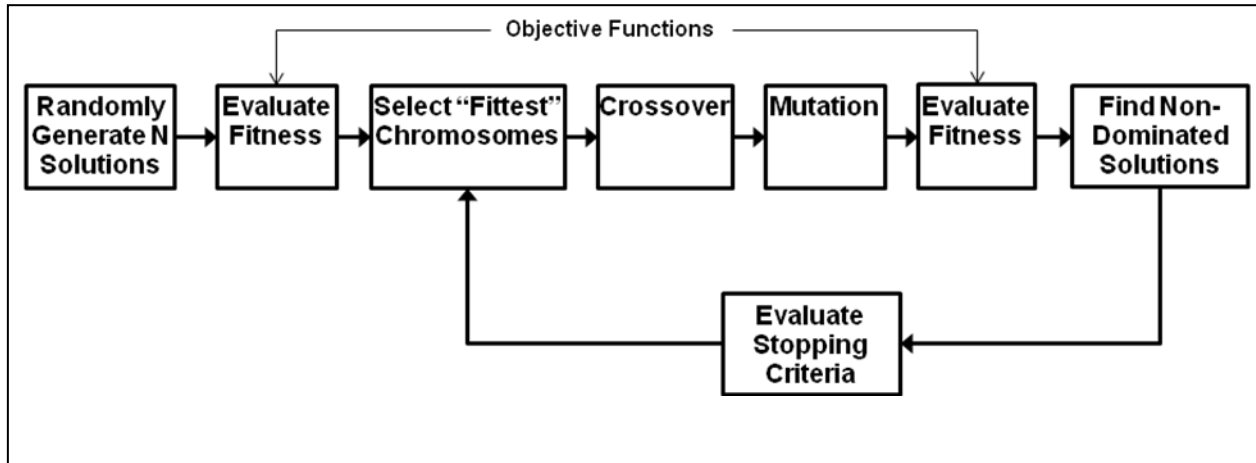 Objective Functions
Randomly
Generate N
Solutions
Evaluate
Fitness
Select “Fittest”
Chromosomes
Crossover
Mutation
Evaluate
Fitness
Find Non-
Dominated
Solutions
Evaluate
Stopping
Criteria